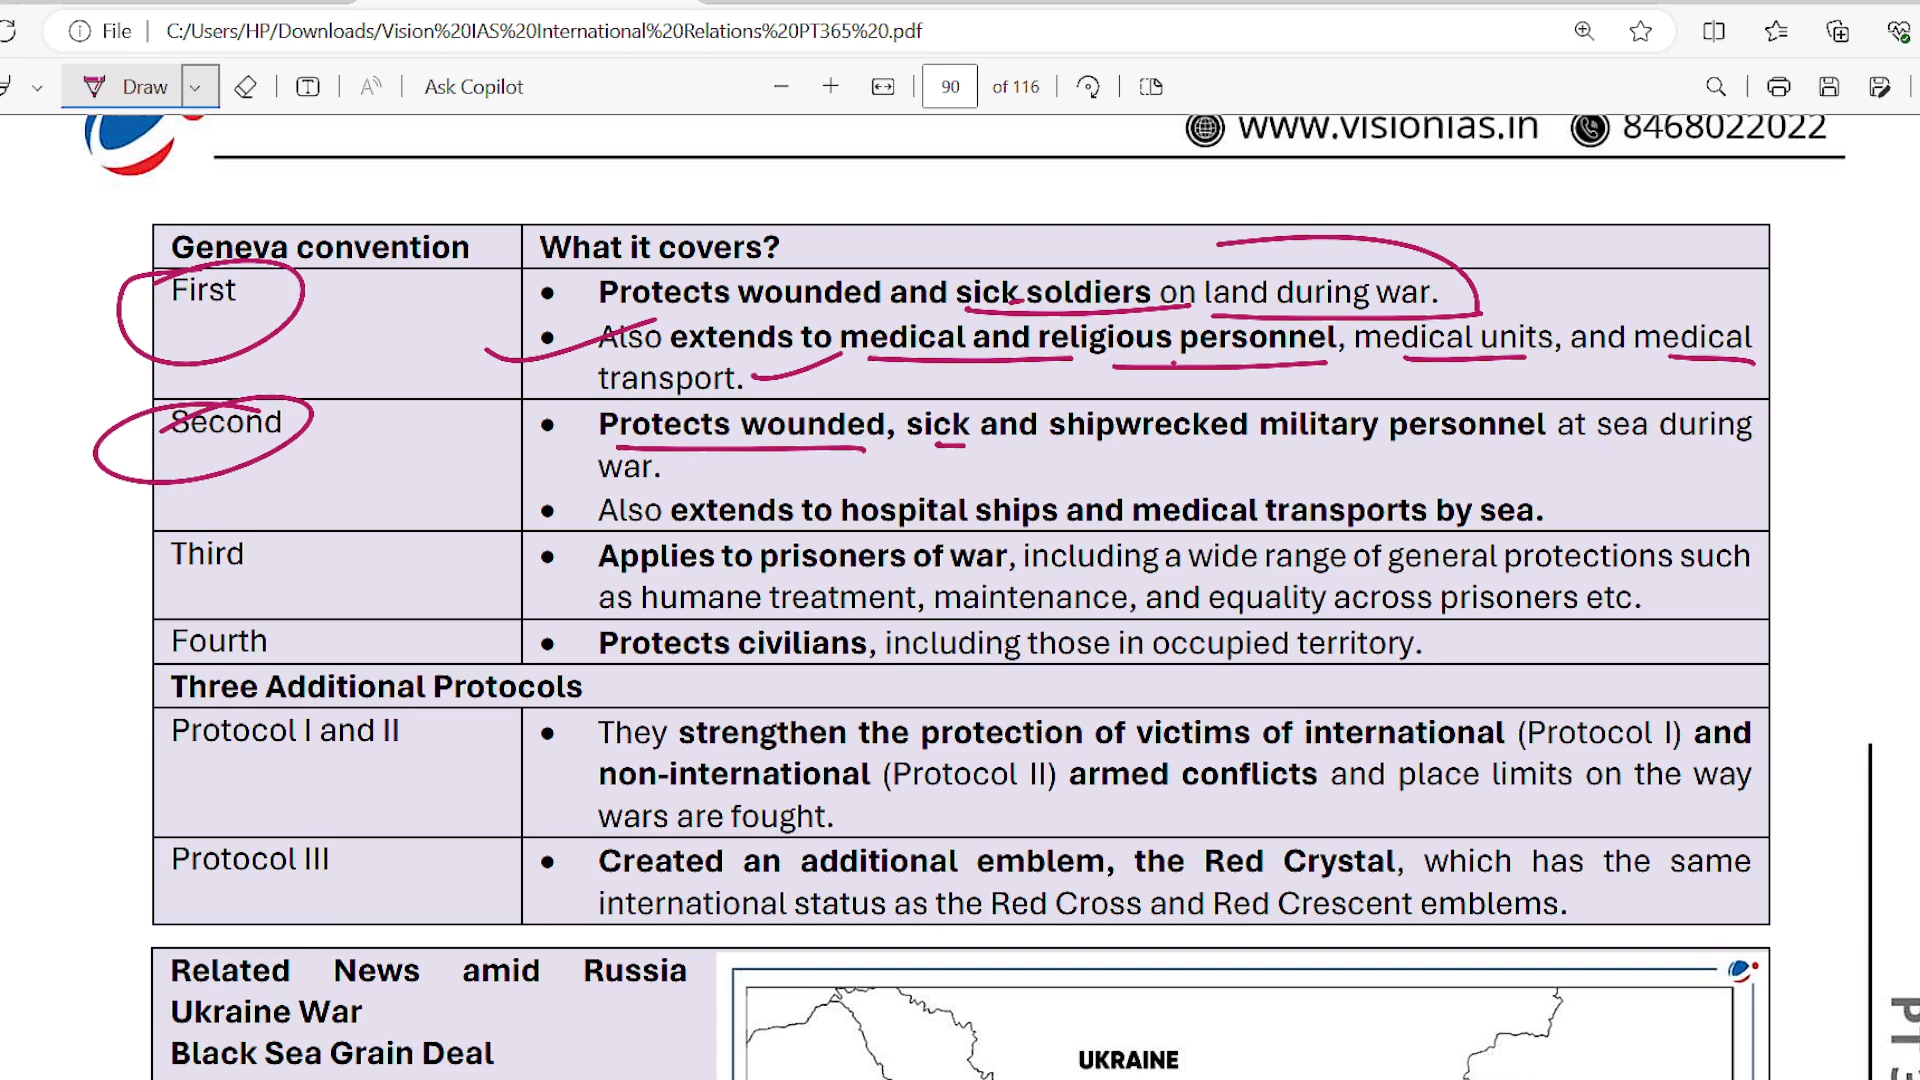 File
C:/Users/HP/Downloads/Vision%20IAS%20International%20Relations%20PT365%20.pdf
Draw
Ask Copilot
90 of 116
www.visionias.in 8468022022
Geneva convention What it covers?
First
• Protects wounded and sick soldiers on land during war.
• Also extends to medical and religious personnel, medical units, and medical
transport.
Second
• Protects wounded, sick and shipwrecked military personnel at sea during
war.
• Also extends to hospital ships and medical transports by sea.
Third
• Applies to prisoners of war, including a wide range of general protections such
as humane treatment, maintenance, and equality across prisoners etc.
Fourth
• Protects civilians, including those in occupied territory.
Three Additional Protocols
Protocol I and II
• They strengthen the protection of victims of international (Protocol I) and
non-international (Protocol II) armed conflicts and place limits on the way
wars are fought.
Protocol III
• Created an additional emblem, the Red Crystal, which has the same
international status as the Red Cross and Red Crescent emblems.
Related News amid Russia
Ukraine War
Black Sea Grain Deal
UKRAINE